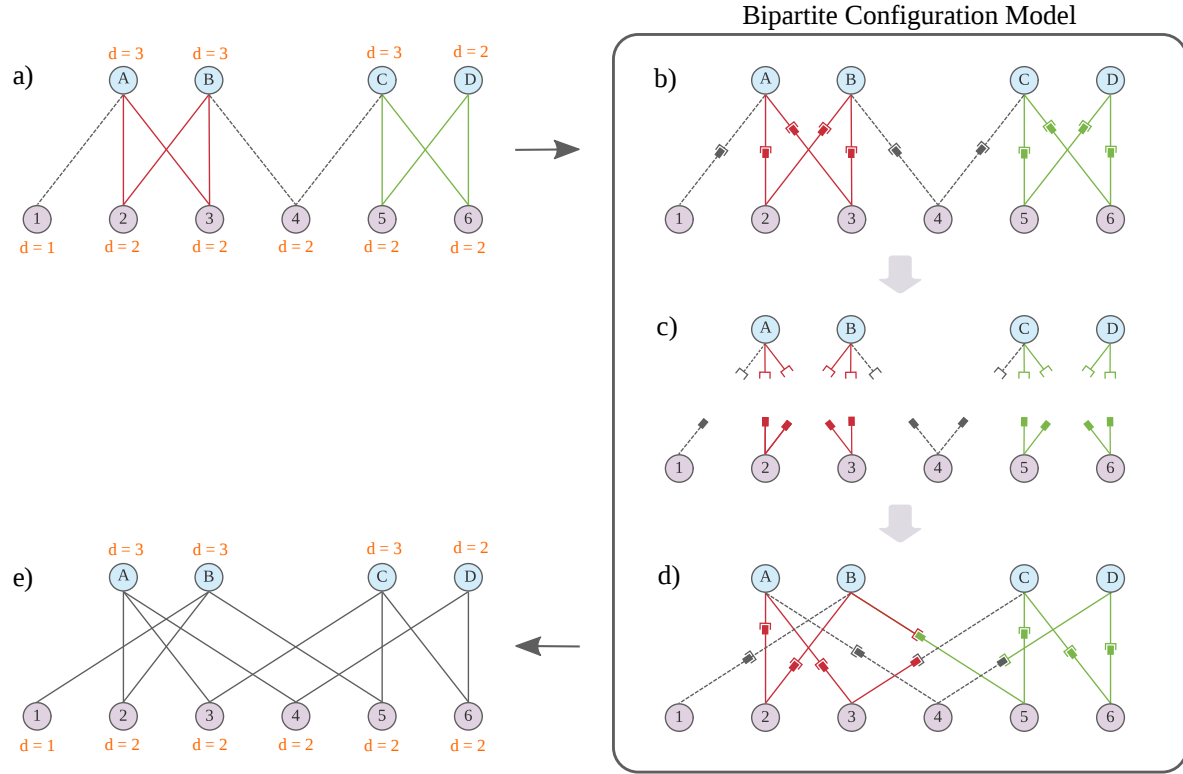 Bipartite Configuration Model
a)
d = 3
d = 3
d = 3
d = 2
A
B
C
D
1
2
3
4
5
6
d = 1
d = 2
d = 2
d = 2
d = 2
d = 2
b)
A
B
C
D
1
2
3
4
5
6
c)
A
B
C
D
1
2
3
4
5
6
d)
A
B
C
D
1
2
3
4
5
6
e)
d = 3
d = 3
d = 3
d = 2
A
B
C
D
1
2
3
4
5
6
d = 1
d = 2
d = 2
d = 2
d = 2
d = 2